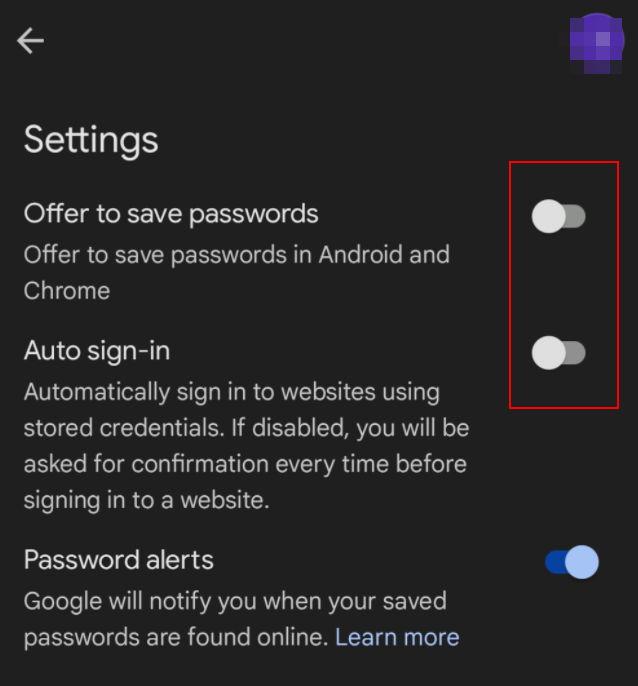 Settings
Offer to save passwords
Offer to save passwords in Android and
Chrome
Auto sign-in
Automatically sign in to websites using
stored credentials. If disabled, you will be
asked for confirmation every time before
signing in to a website.
Password alerts
Google will notify you when your saved
passwords are found online. Learn more